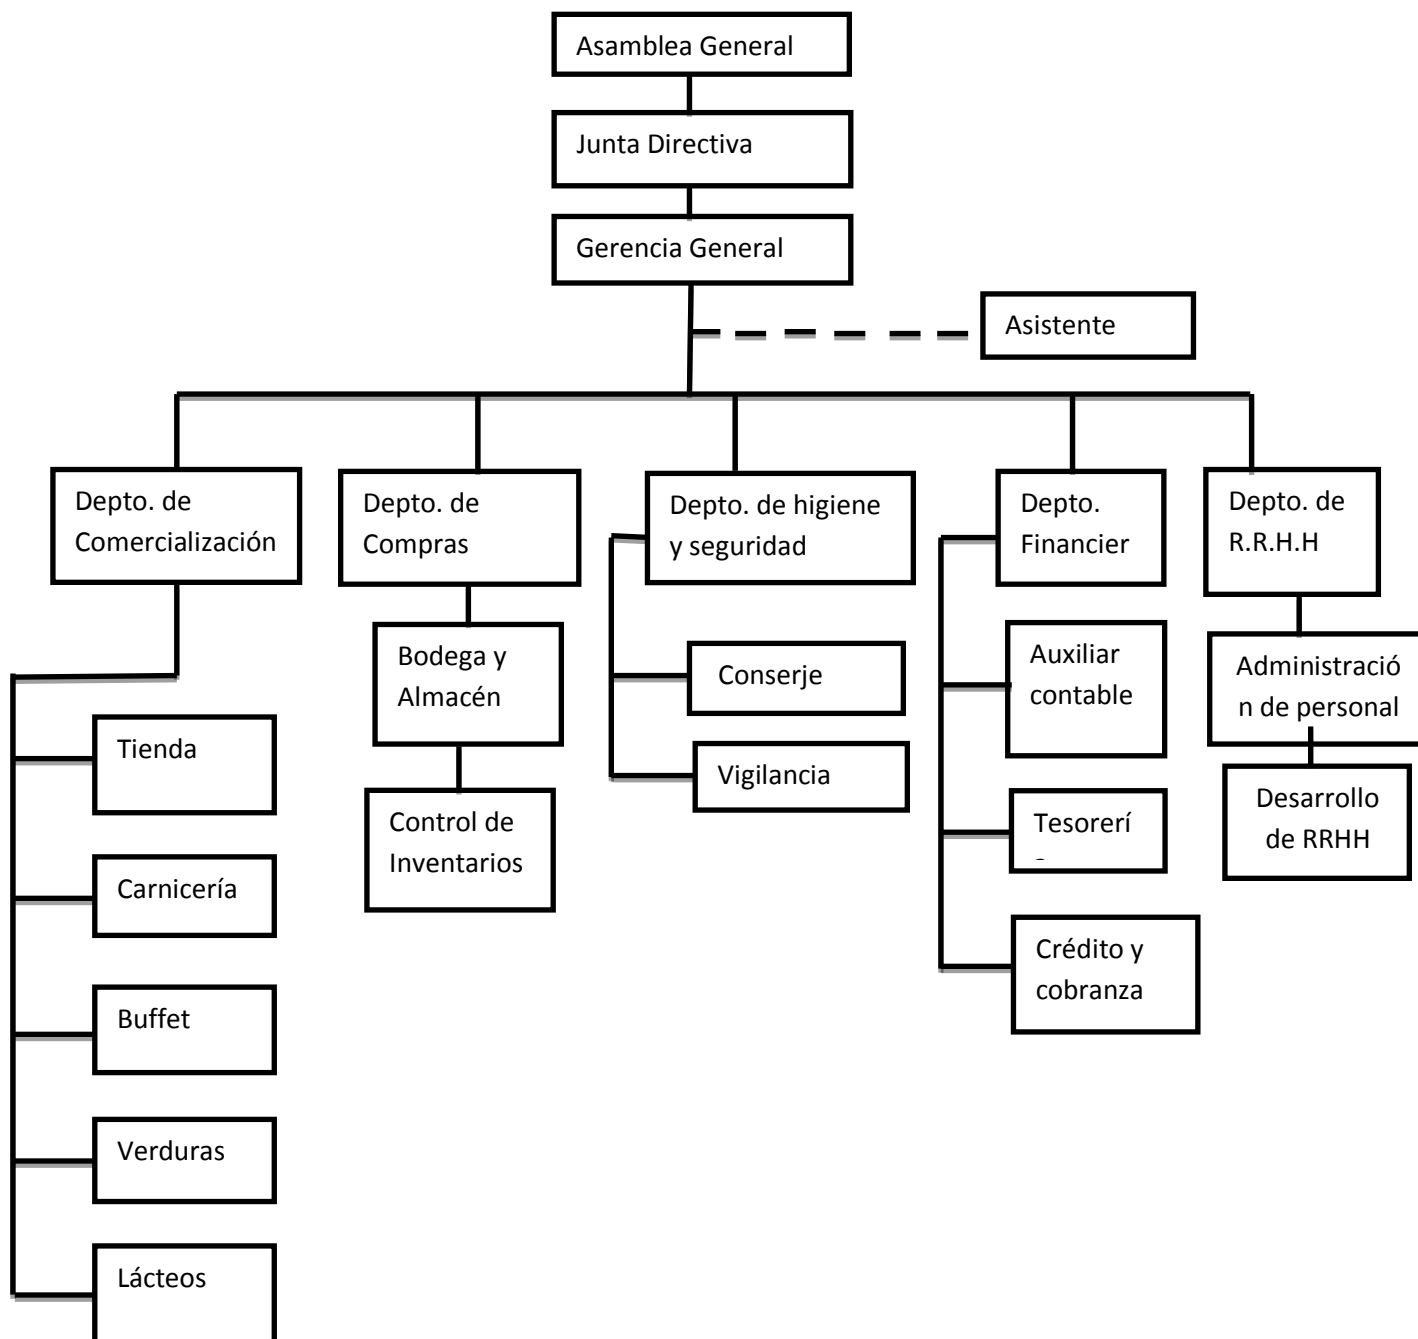 Asamblea General
Junta Directiva
Gerencia General
Asistente
Depto. de
Comercialización
Depto. de
Compras
Depto. de higiene
y seguridad
Depto.
Financier
Depto. de
R.R.H.H
Tienda
Carnicería
Buffet
Verduras
Lácteos
Bodega y
Almacén
Control de
Inventarios
Conserje
Vigilancia
Auxiliar
contable
Tesorerí
Crédito y
cobranza
Administració
n de personal
Desarrollo
de RRHH